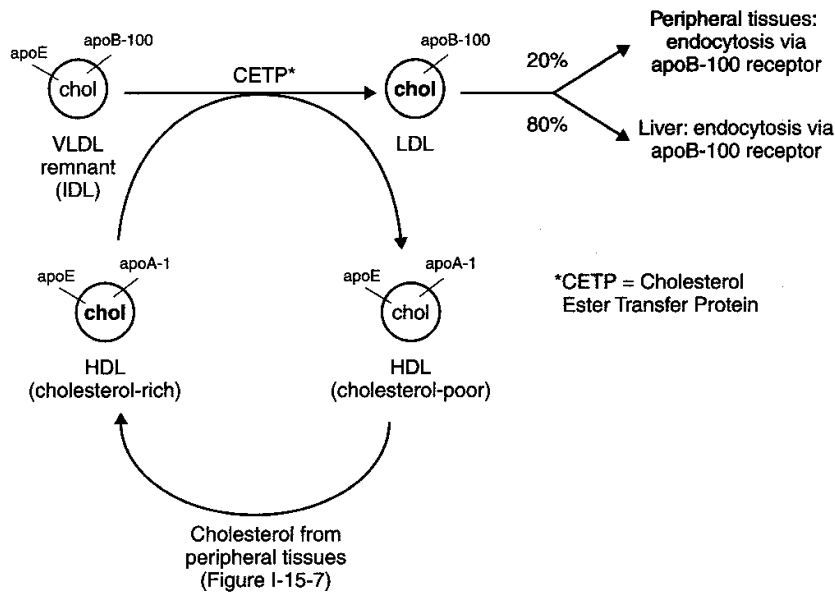 apoE
apoB-100
chol
VLDL
remnant
(IDL)
CETP*
apoB-100
chol
LDL
20%
80%
Peripheral tissues:
endocytosis via
apoB-100 receptor
Liver: endocytosis via
apoB-100 receptor
apoE
apoA-1
chol
HDL
(cholesterol-rich)
apoE
apoA-1
chol
HDL
(cholesterol-poor)
*CETP = Cholesterol
Ester Transfer Protein
Cholesterol from
peripheral tissues
(Figure I-15-7)